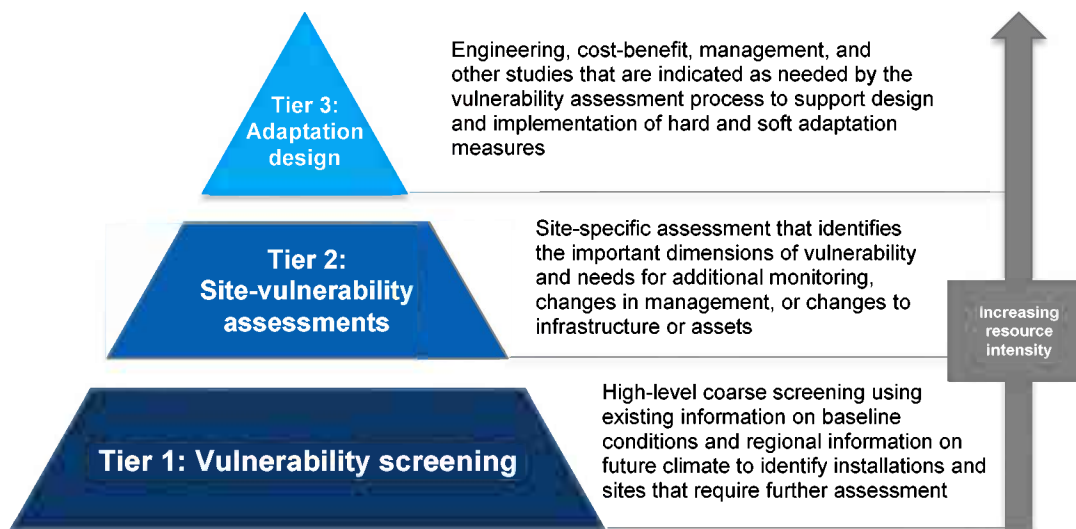 Tier 3:
Adaptation
design
Engineering, cost-benefit, management, and
other studies that are indicated as needed by the
vulnerability assessment process to support design
and implementation of hard and soft adaptation
measures
Tier 2:
Site-vulnerability
assessments
Site-specific assessment that identifies
the important dimensions of vulnerability
and needs for additional monitoring,
changes in management, or changes to
infrastructure or assets
Increasing
resource
intensity
Tier 1: Vulnerability screening
High-level coarse screening using
existing information on baseline
conditions and regional information on
future climate to identify installations and
sites that require further assessment